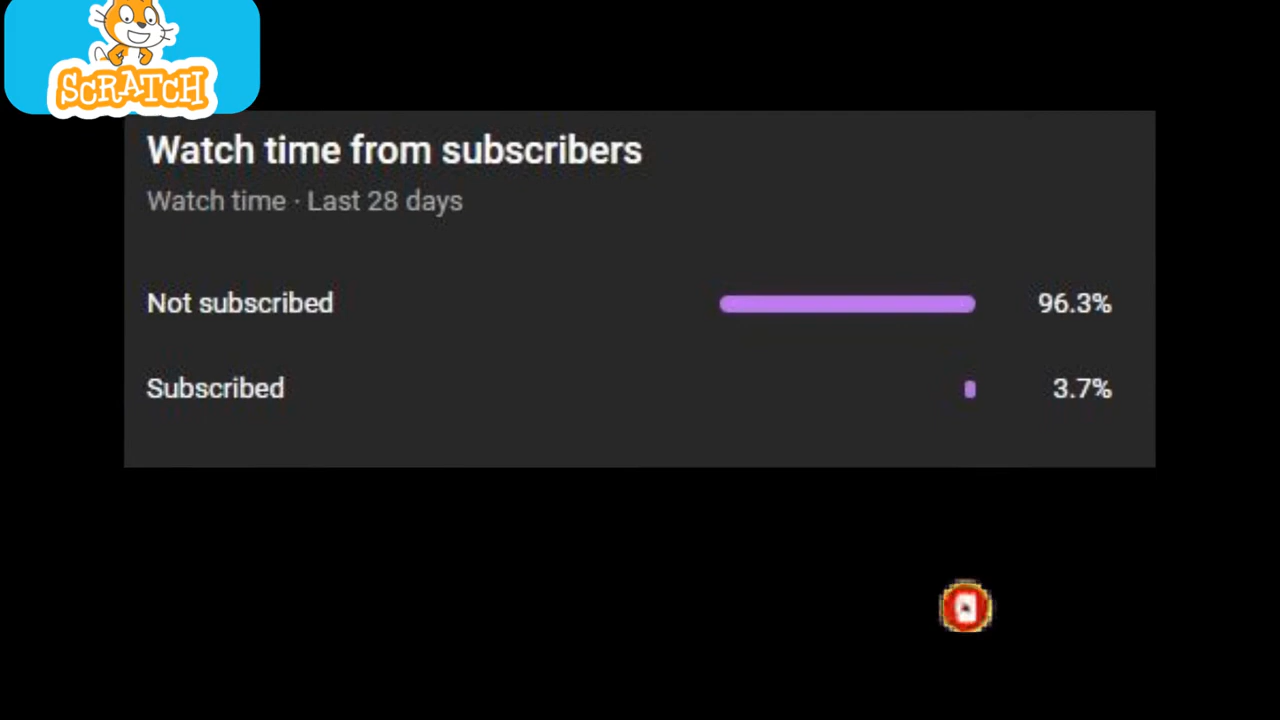 SCRATCH
Watch time from subscribers
Watch time · Last 28 days
Not subscribed 96.3%
Subscribed 3.7%